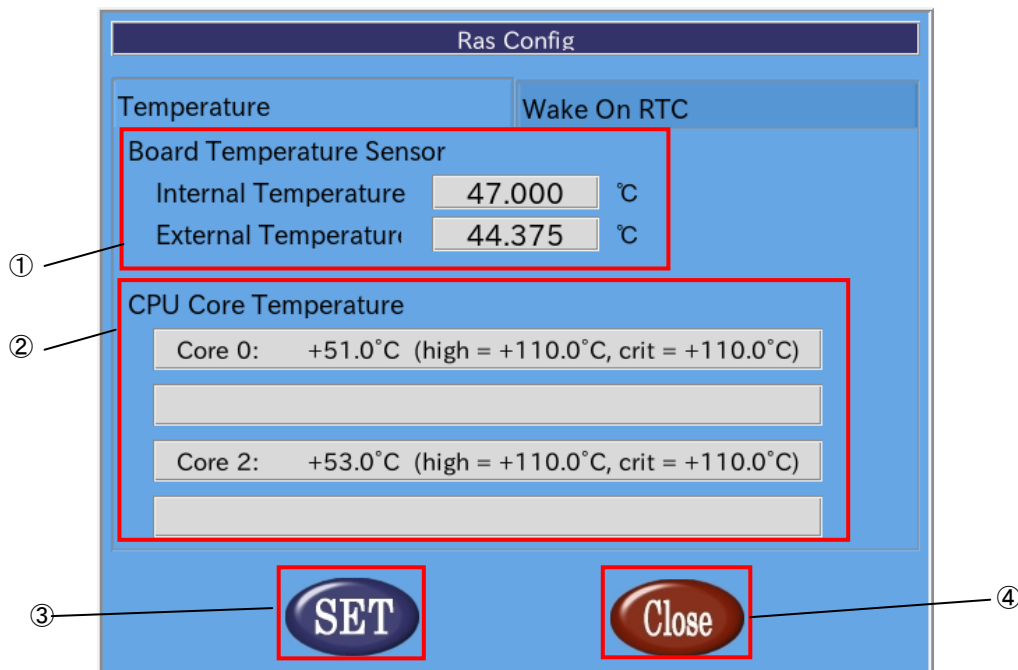 Ras Config
Temperature
Wake On RTC
Board Temperature Sensor
Internal Temperature 47.000 ℃
External Temperatur 44.375 ℃
①
CPU Core Temperature
②
Core 0: +51.0°C (high = +110.0°C, crit = +110.0°C)
Core 2: +53.0°C (high = +110.0°C, crit = +110.0°C)
③
SET
Close
④